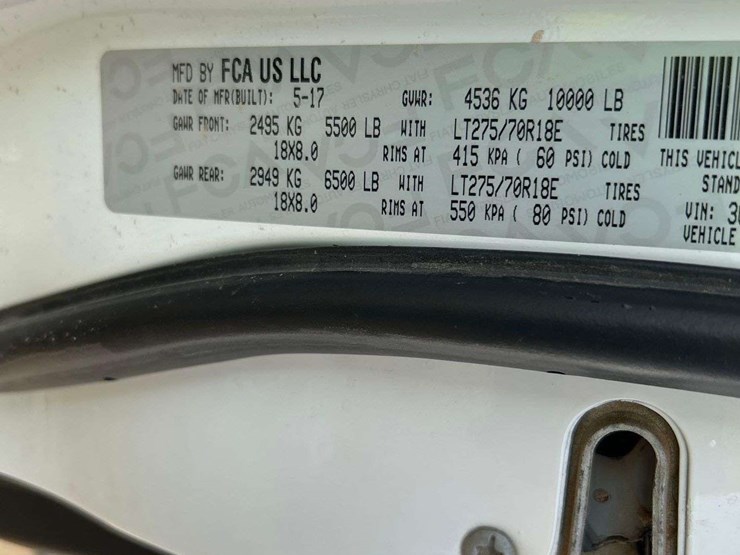 MFD BY FCA US LLC
DATE OF MFR(BUILT): 5-17 GVWR: 4536 KG 10000 LB
GAWR FRONT: 2495 KG 5500 LB WITH LT275/70R18E TIRES
18X8.0 RIMS AT 415 KPA ( 60 PSI) COLD THIS VEHICL
GAWR REAR: 2949 KG 6500 LB WITH LT275/70R18E TIRES STAND
18X8.0 RIMS AT 550 KPA ( 80 PSI) COLD VIN: 3
VEHICLE